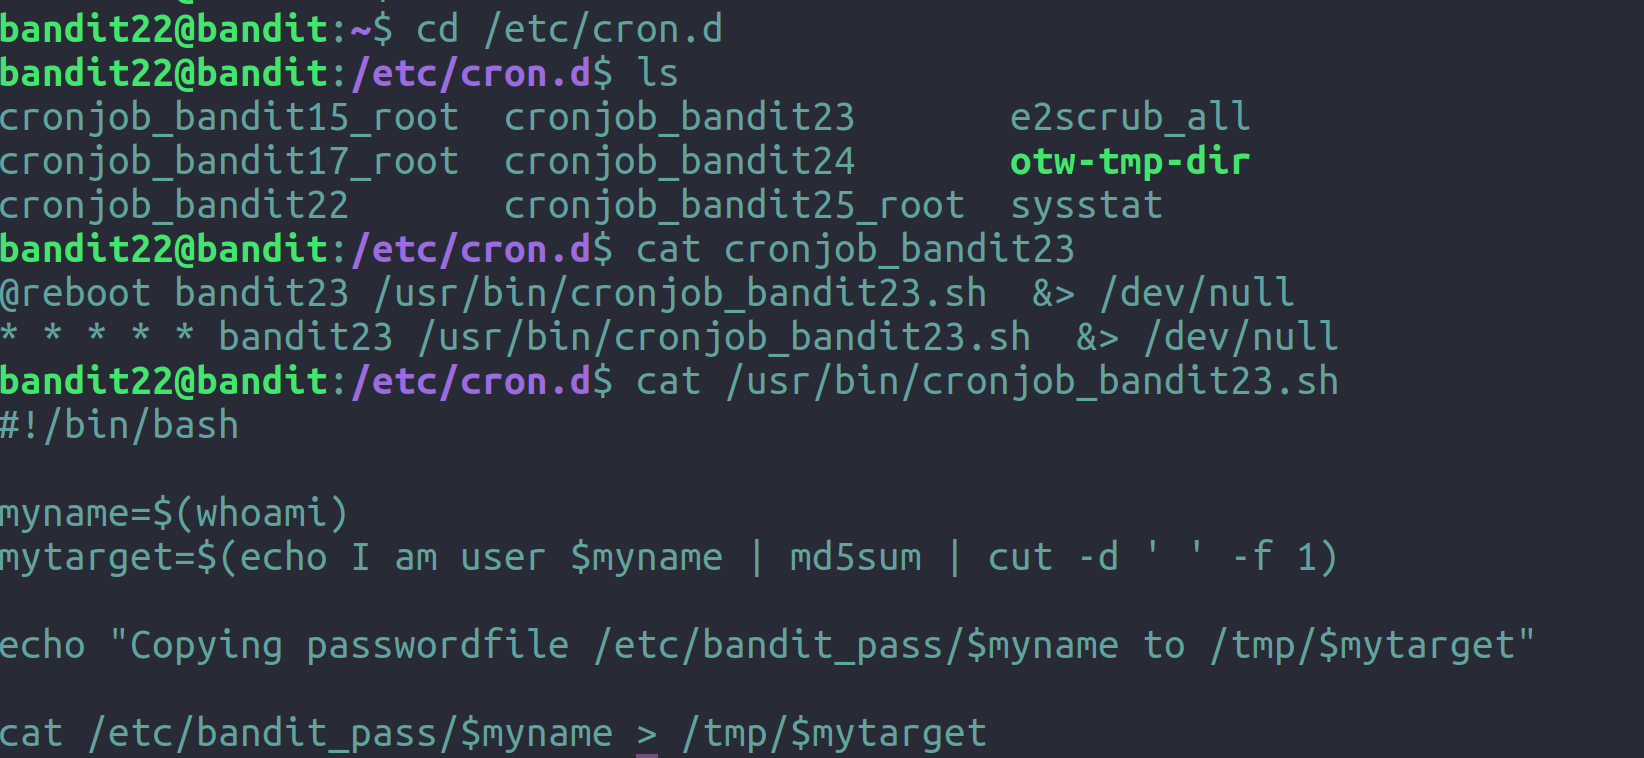 bandit22@bandit:~$ cd /etc/cron.d
bandit22@bandit:/etc/cron.d$ ls
cronjob_bandit15_root  cronjob_bandit23       e2scrub_all
cronjob_bandit17_root  cronjob_bandit24       otw-tmp-dir
cronjob_bandit22       cronjob_bandit25_root  sysstat
bandit22@bandit:/etc/cron.d$ cat cronjob_bandit23
@reboot bandit23 /usr/bin/cronjob_bandit23.sh  &> /dev/null
* * * * * bandit23 /usr/bin/cronjob_bandit23.sh  &> /dev/null
bandit22@bandit:/etc/cron.d$ cat /usr/bin/cronjob_bandit23.sh
#!/bin/bash

myname=$(whoami)
mytarget=$(echo I am user $myname | md5sum | cut -d ' ' -f 1)

echo "Copying passwordfile /etc/bandit_pass/$myname to /tmp/$mytarget"

cat /etc/bandit_pass/$myname > /tmp/$mytarget